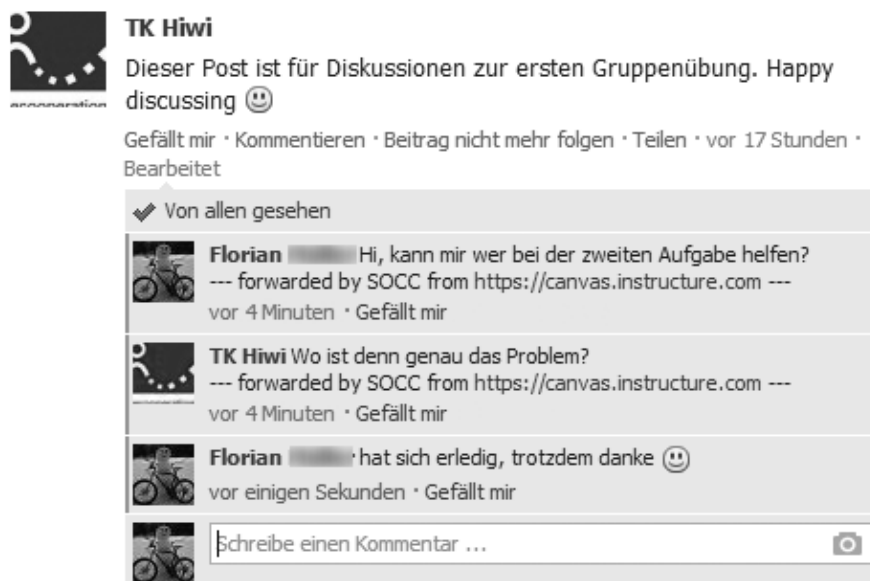 TK Hiwi
Dieser Post ist für Diskussionen zur ersten Gruppenübung. Happy
discussing
Gefällt mir · Kommentieren · Beitrag nicht mehr folgen · Teilen · vor 17 Stunden ·
Bearbeitet
Von allen gesehen
Florian Hi, kann mir wer bei der zweiten Aufgabe helfen?
--- forwarded by SOCC from https://canvas.instructure.com ---
vor 4 Minuten · Gefällt mir
TK Hiwi Wo ist denn genau das Problem?
--- forwarded by SOCC from https://canvas.instructure.com ---
vor 4 Minuten · Gefällt mir
Florian hat sich erledig, trotzdem danke
vor einigen Sekunden · Gefällt mir
Schreibe einen Kommentar ...